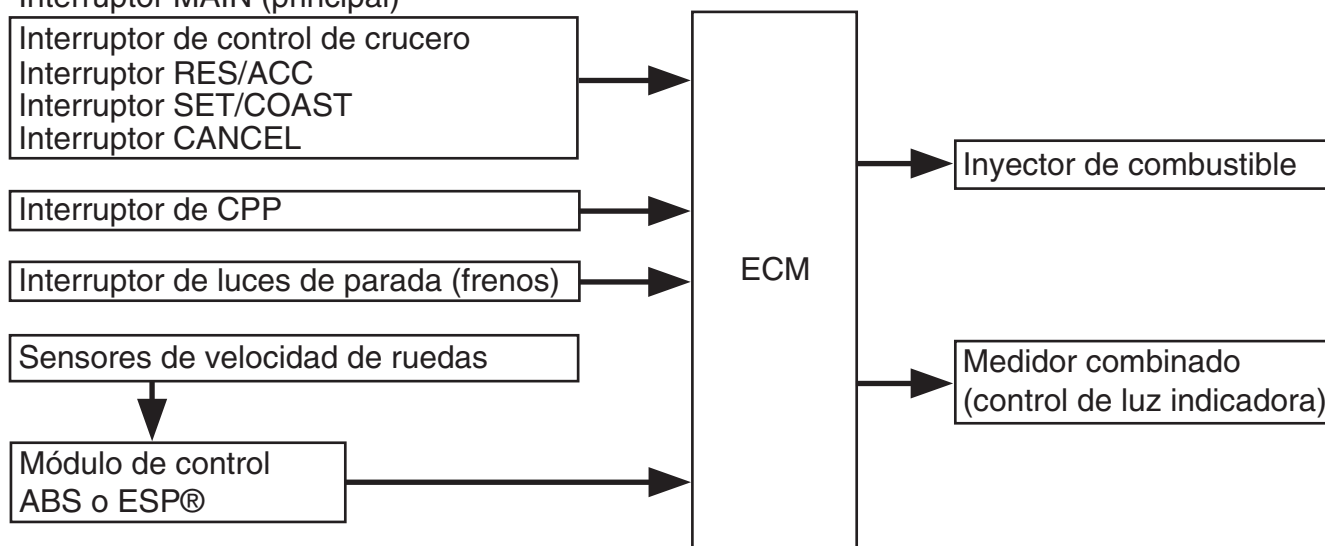 Interruptor MAIN (principal)
Interruptor de control de crucero
Interruptor RES/ACC
Interruptor SET/COAST
Interruptor CANCEL
Interruptor de CPP
Interruptor de luces de parada (frenos)
Sensores de velocidad de ruedas
Módulo de control
ABS o ESP®
ECM
Inyector de combustible
Medidor combinado
(control de luz indicadora)